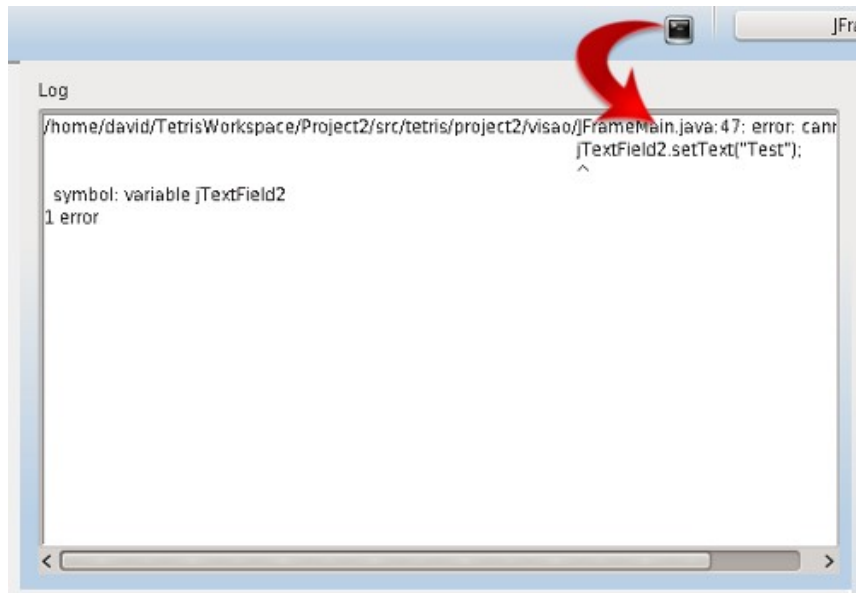 JFra
Log
/home/david/TetrisWorkspace/Project2/src/tetris/project2/visao/JFrameMain.java:47: error: cann
jTextField2.setText("Test");
^
symbol: variable jTextField2
1 error